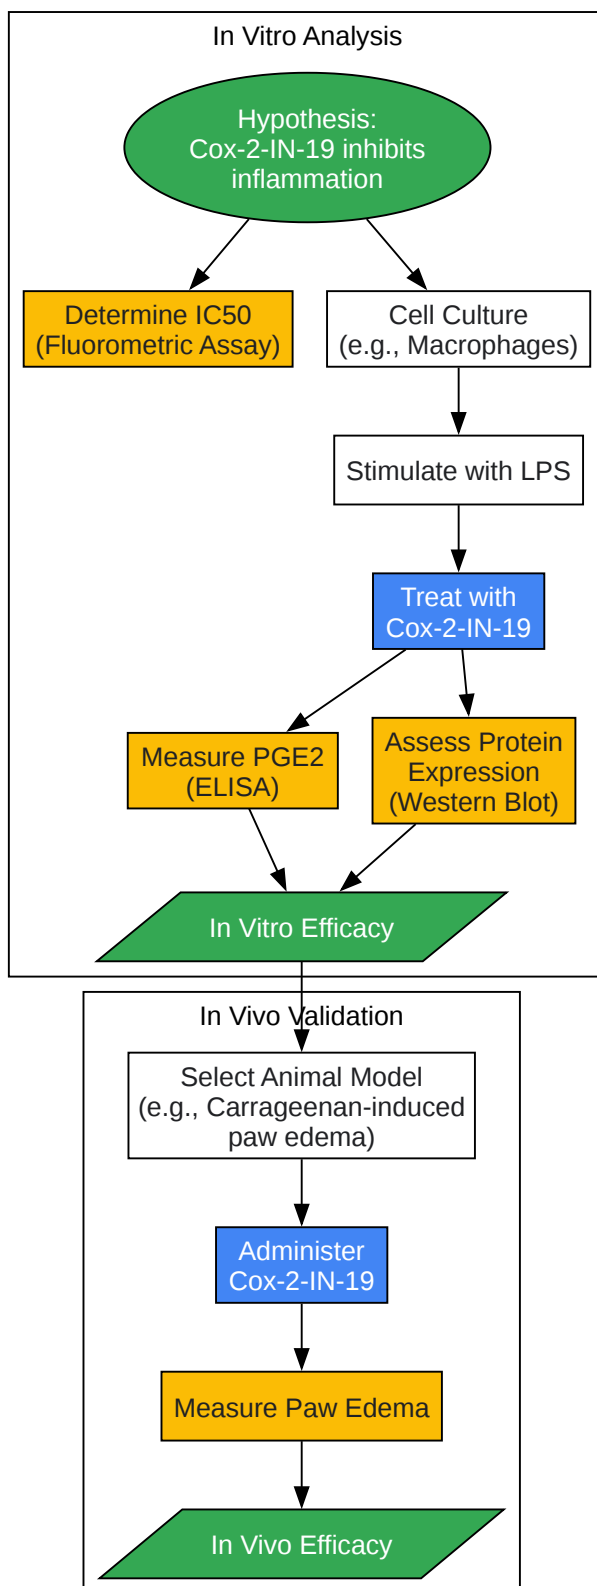 In Vitro Analysis
Hypothesis:
Cox-2-IN-19 inhibits
inflammation
Determine IC50
(Fluorometric Assay)
Cell Culture
(e.g., Macrophages)
Stimulate with LPS
Treat with
Cox-2-IN-19
Measure PGE2
(ELISA)
Assess Protein
Expression
(Western Blot)
In Vitro Efficacy
In Vivo Validation
Select Animal Model
(e.g., Carrageenan-induced
paw edema)
Administer
Cox-2-IN-19
Measure Paw Edema
In Vivo Efficacy